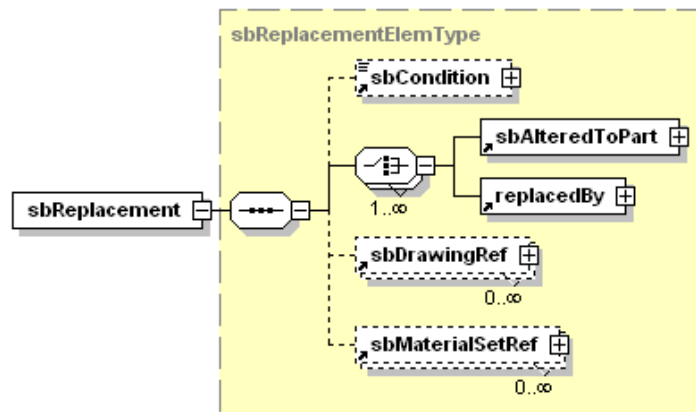 sbReplacementElemType
sbCondition
sbAlteredToPart
1..∞
replacedBy
sbReplacement
sbDrawingRef
0..∞
sbMaterialSetRef
0..∞